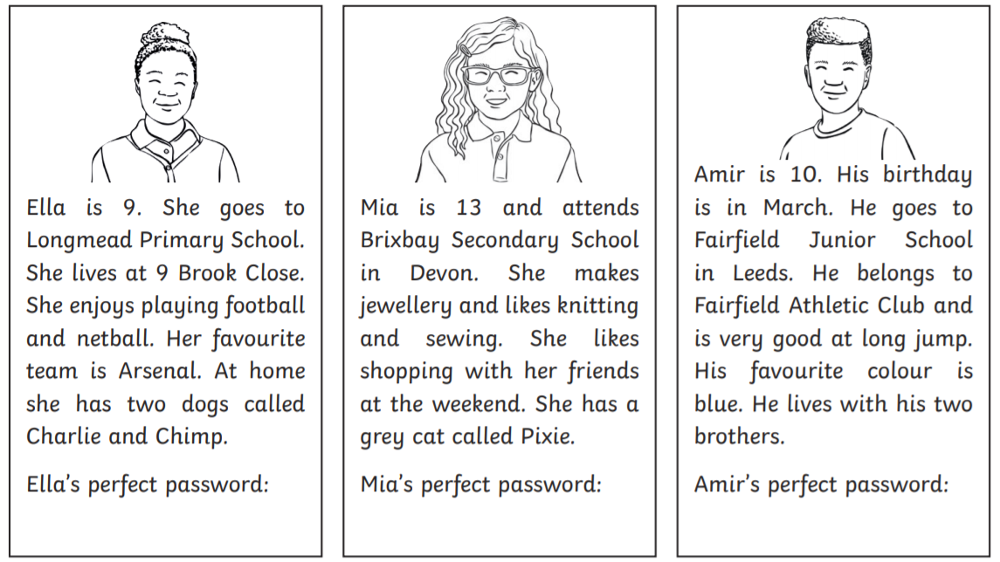 Ella is 9. She goes to
Longmead Primary School.
She lives at 9 Brook Close.
She enjoys playing football
and netball. Her favourite
team is Arsenal. At home
she has two dogs called
Charlie and Chimp.
Ella's perfect password:
Mia is 13 and attends
Brixbay Secondary School
in Devon. She makes
jewellery and likes knitting
and sewing. She likes
shopping with her friends
at the weekend. She has a
grey cat called Pixie.
Mia's perfect password:
Amir is 10. His birthday
is in March. He goes to
Fairfield Junior School
in Leeds. He belongs to
Fairfield Athletic Club and
is very good at long jump.
His favourite colour is
blue. He lives with his two
brothers.
Amir's perfect password: